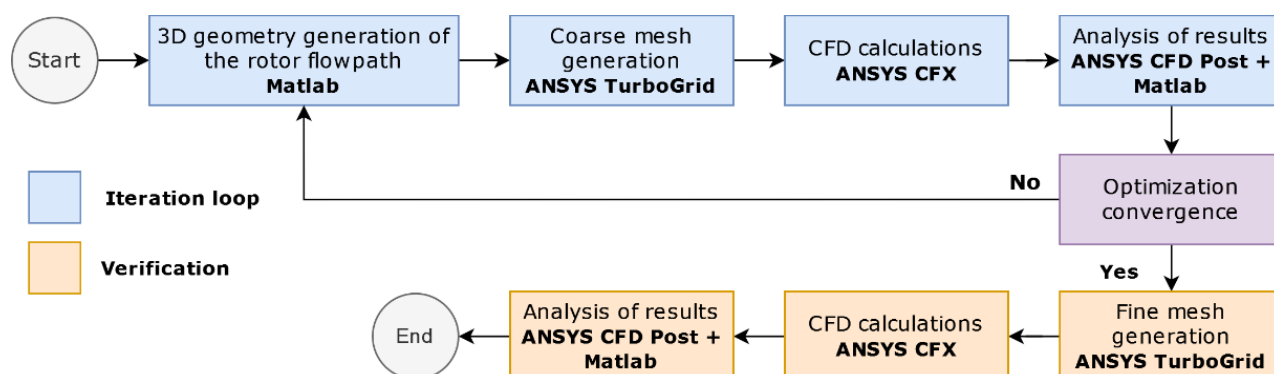 Start
3D geometry generation of
the rotor flowpath
Matlab
Coarse mesh
generation
ANSYS TurboGrid
CFD calculations
ANSYS CFX
Analysis of results
ANSYS CFD Post +
Matlab
No
Optimization
convergence
Iteration loop
Verification
Yes
End
Analysis of results
ANSYS CFD Post +
Matlab
CFD calculations
ANSYS CFX
Fine mesh
generation
ANSYS TurboGrid